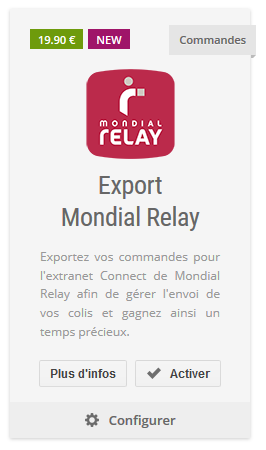 19.90 €
NEW
Commandes
MONDIAL
RELAY
Export
Mondial Relay
Exportez vos commandes pour
l'extranet Connect de Mondial
Relay afin de gérer l'envoi de
vos colis et gagnez ainsi un
temps précieux.
Plus d'infos
Activer
Configurer